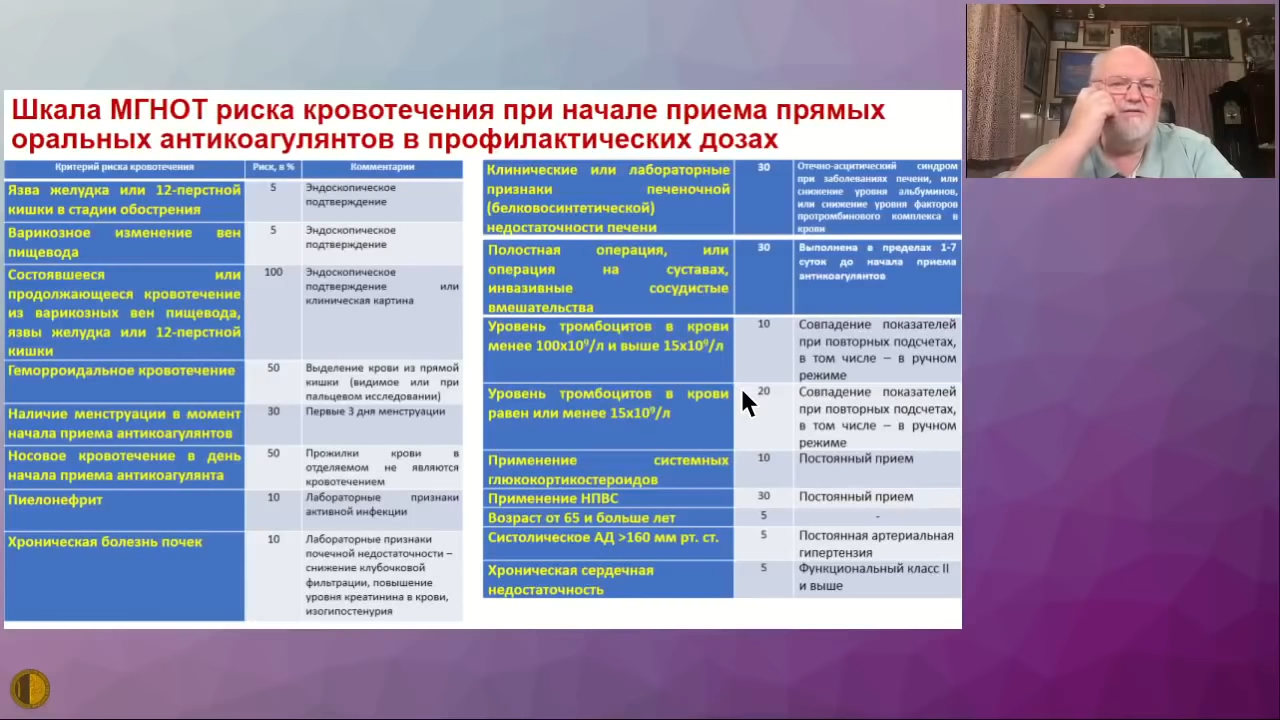 Шкала МГНОТ риска кровотечения при начале приема прямых
оральных антикоагулянтов в профилактических дозах
Критерий риска кровотечения Риск, в % Комментарии
Язва желудка или 12-перстной
кишки в стадии обострения
5
Эндоскопическое
подтверждение
Варикозное изменение вен
пищевода
5
Эндоскопическое
подтверждение
Состоявшееся или
продолжающееся кровотечение
из варикозных вен пищевода,
язвы желудка или 12-перстной
кишки
100
Эндоскопическое
подтверждение или
клиническая картина
Геморроидальное кровотечение
50
Выделение крови из прямой
кишки (видимое или при
пальцевом исследовании)
Наличие менструации в момент
начала приема антикоагулянтов
30
Первые 3 дня менструации
Носовое кровотечение в день
начала приема антикоагулянта
50
Прожилки крови в
отделяемом не являются
кровотечением
Пиелонефрит
10
Лабораторные признаки
активной инфекции
Хроническая болезнь почек
10
Лабораторные признаки
почечной недостаточности –
снижение клубочковой
фильтрации, повышение
уровня креатинина в крови,
изогипостенурия
Клинические или лабораторные
признаки печеночной
(белковосинтетической)
недостаточности печени
30
Отечно-асцитический синдром
при заболеваниях печени, или
снижение уровня альбуминов,
или снижение уровня факторов
протромбинового комплекса в
крови
Полостная операция, или
операция на суставах,
инвазивные сосудистые
вмешательства
30
Выполнена в пределах 1-7
суток до начала приема
антикоагулянтов
Уровень тромбоцитов в крови
менее 100х10⁹/л и выше 15х10⁹/л
10
Совпадение показателей
при повторных подсчетах,
в том числе – в ручном
режиме
Уровень тромбоцитов в крови
равен или менее 15х10⁹/л
20
Совпадение показателей
при повторных подсчетах,
в том числе – в ручном
режиме
Применение системных
глюкокортикостероидов
10
Постоянный прием
Применение НПВС
30
Постоянный прием
Возраст от 65 и больше лет
5
-
Систолическое АД >160 мм рт. ст.
5
Постоянная артериальная
гипертензия
Хроническая сердечная
недостаточность
5
Функциональный класс II
и выше